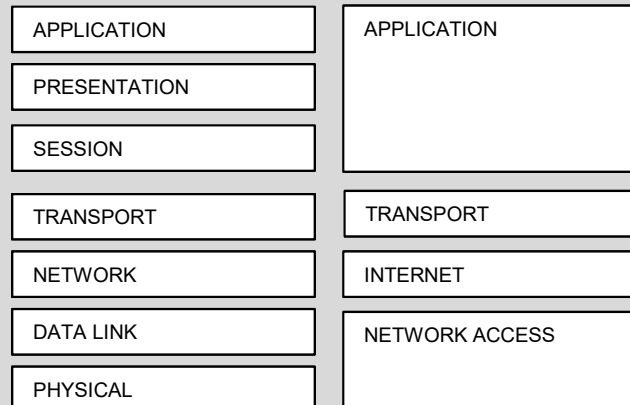 APPLICATION
PRESENTATION
SESSION
TRANSPORT
NETWORK
DATA LINK
PHYSICAL
APPLICATION
TRANSPORT
INTERNET
NETWORK ACCESS